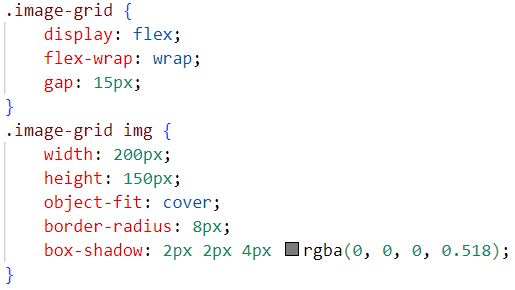 .image-grid {
    display: flex;
    flex-wrap: wrap;
    gap: 15px;
}
.image-grid img {
    width: 200px;
    height: 150px;
    object-fit: cover;
    border-radius: 8px;
    box-shadow: 2px 2px 4px rgba(0, 0, 0, 0.518);
}